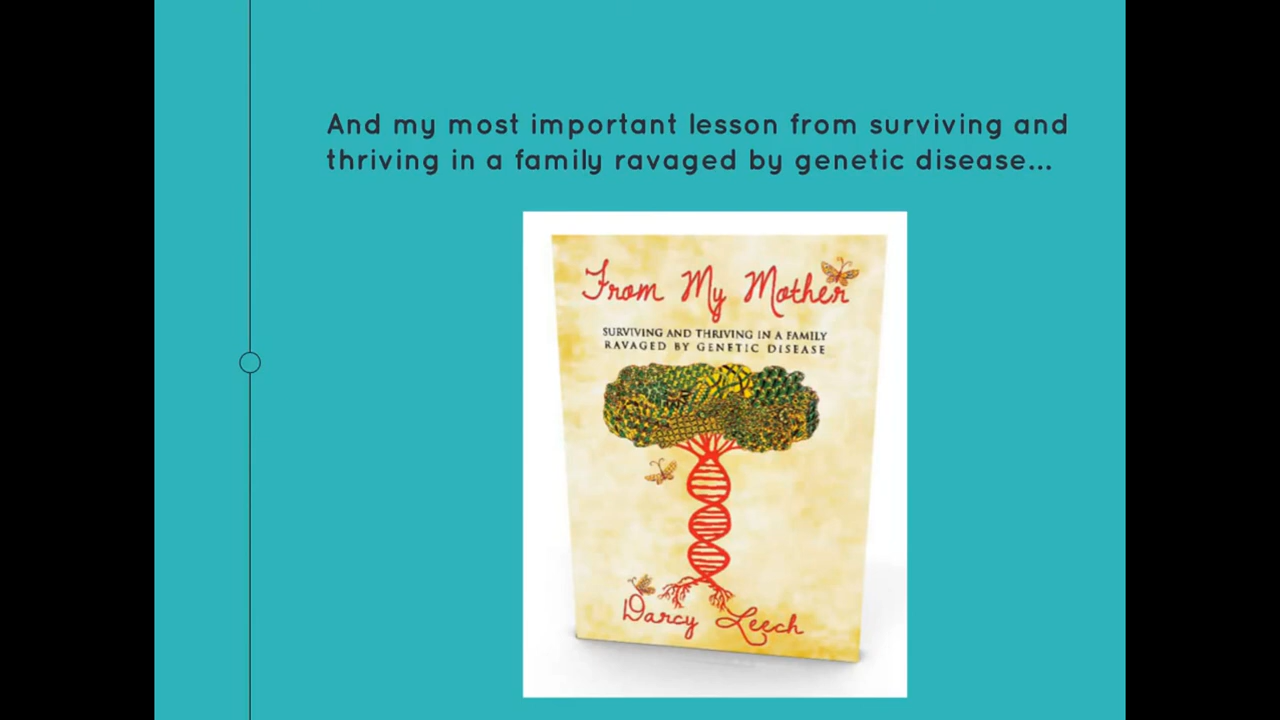 And my most important lesson from surviving and
thriving in a family ravaged by genetic disease...
From My Mother
SURVIVING AND THRIVING IN A FAMILY
RAVAGED BY GENETIC DISEASE
Darcy Leech